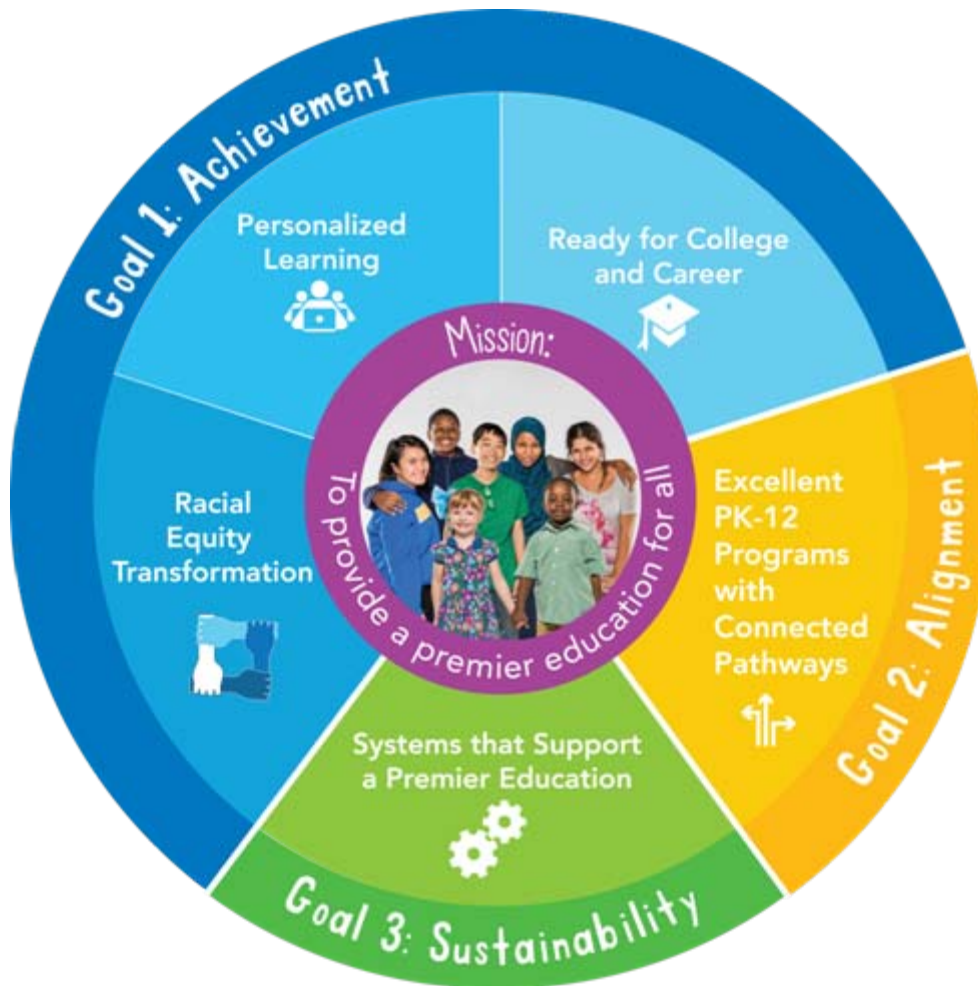 Goal 1: Achievement
Personalized
Learning
Ready for College
and Career
Racial
Equity
Transformation
Mission:
To provide a premier education for all
Excellent
PK-12
Programs
with
Connected
Pathways
Goal 2: Alignment
Systems that Support
a Premier Education
Goal 3: Sustainability